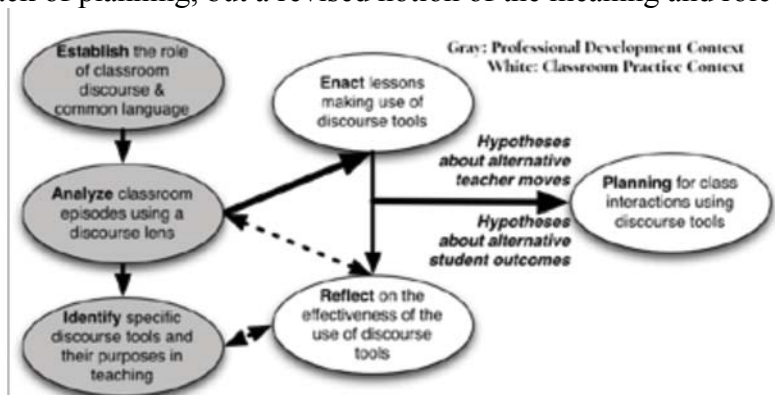 of planning, but a revised notion of the meaning and role
Gray: Professional Development Context
White: Classroom Practice Context
Establish the role
of classroom
discourse &
common language
Enact lessons
making use of
discourse tools
Hypotheses
about alternative
teacher moves
Analyze classroom
episodes using a
discourse lens
Planning for class
interactions using
discourse tools
Hypotheses
about alternative
student outcomes
Identify specific
discourse tools and
their purposes in
teaching
Reflect on the
effectiveness of the
use of discourse
tools